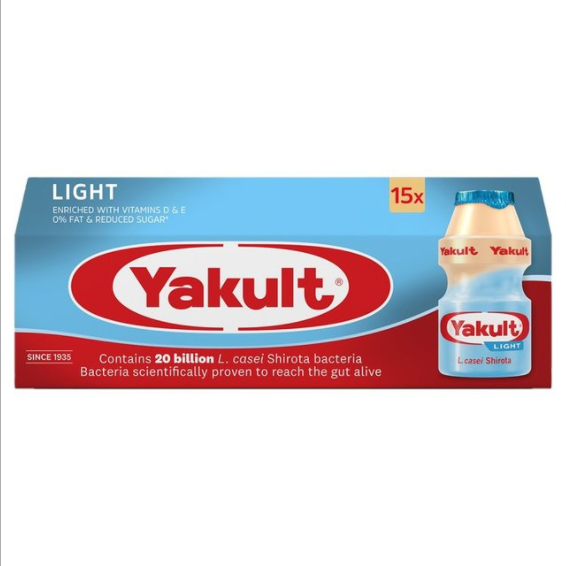 LIGHT
ENRICHED WITH VITAMINS D & E
0% FAT & REDUCED SUGAR*
15x
Yakult®
SINCE 1935
Contains 20 billion L. casei Shirota bacteria
Bacteria scientifically proven to reach the gut alive
Yakult Yakult
Yakult
LIGHT
L. casei Shirota